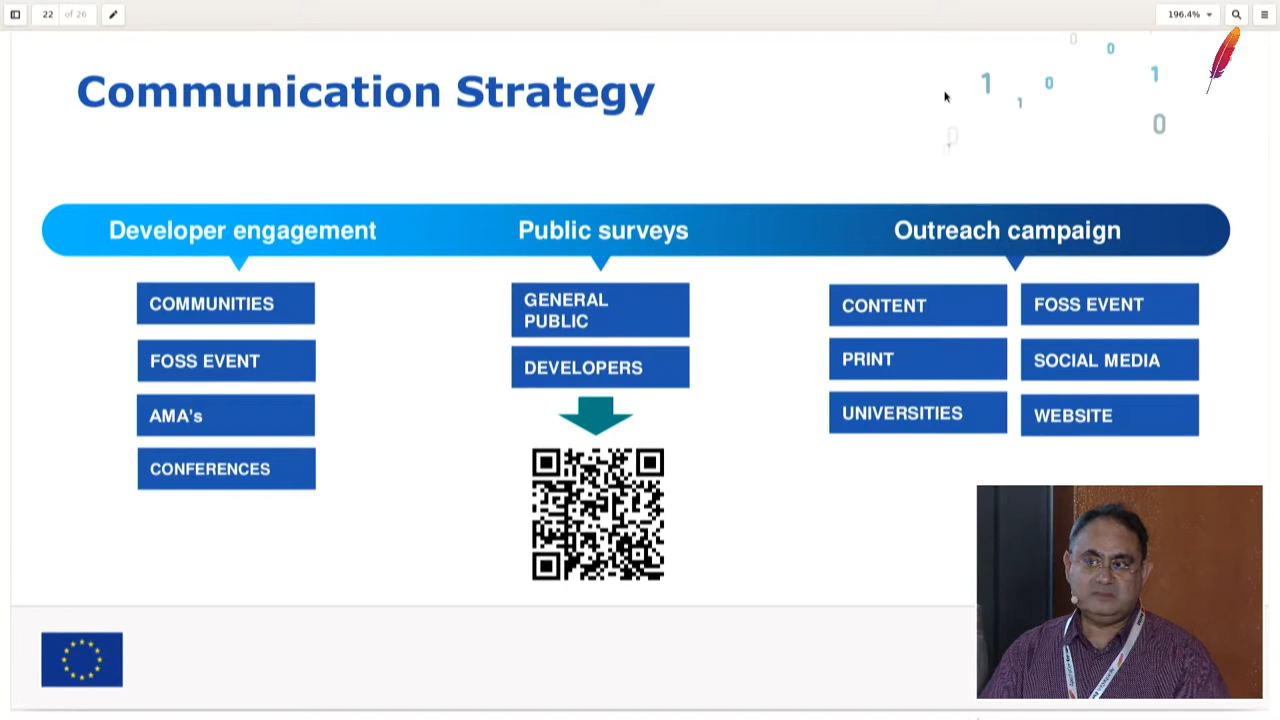 22 of 26
196.4%
Communication Strategy
1
0
0
1
0
1
0
0
Developer engagement
Public surveys
Outreach campaign
COMMUNITIES
FOSS EVENT
AMA's
CONFERENCES
GENERAL
PUBLIC
DEVELOPERS
CONTENT
PRINT
UNIVERSITIES
FOSS EVENT
SOCIAL MEDIA
WEBSITE